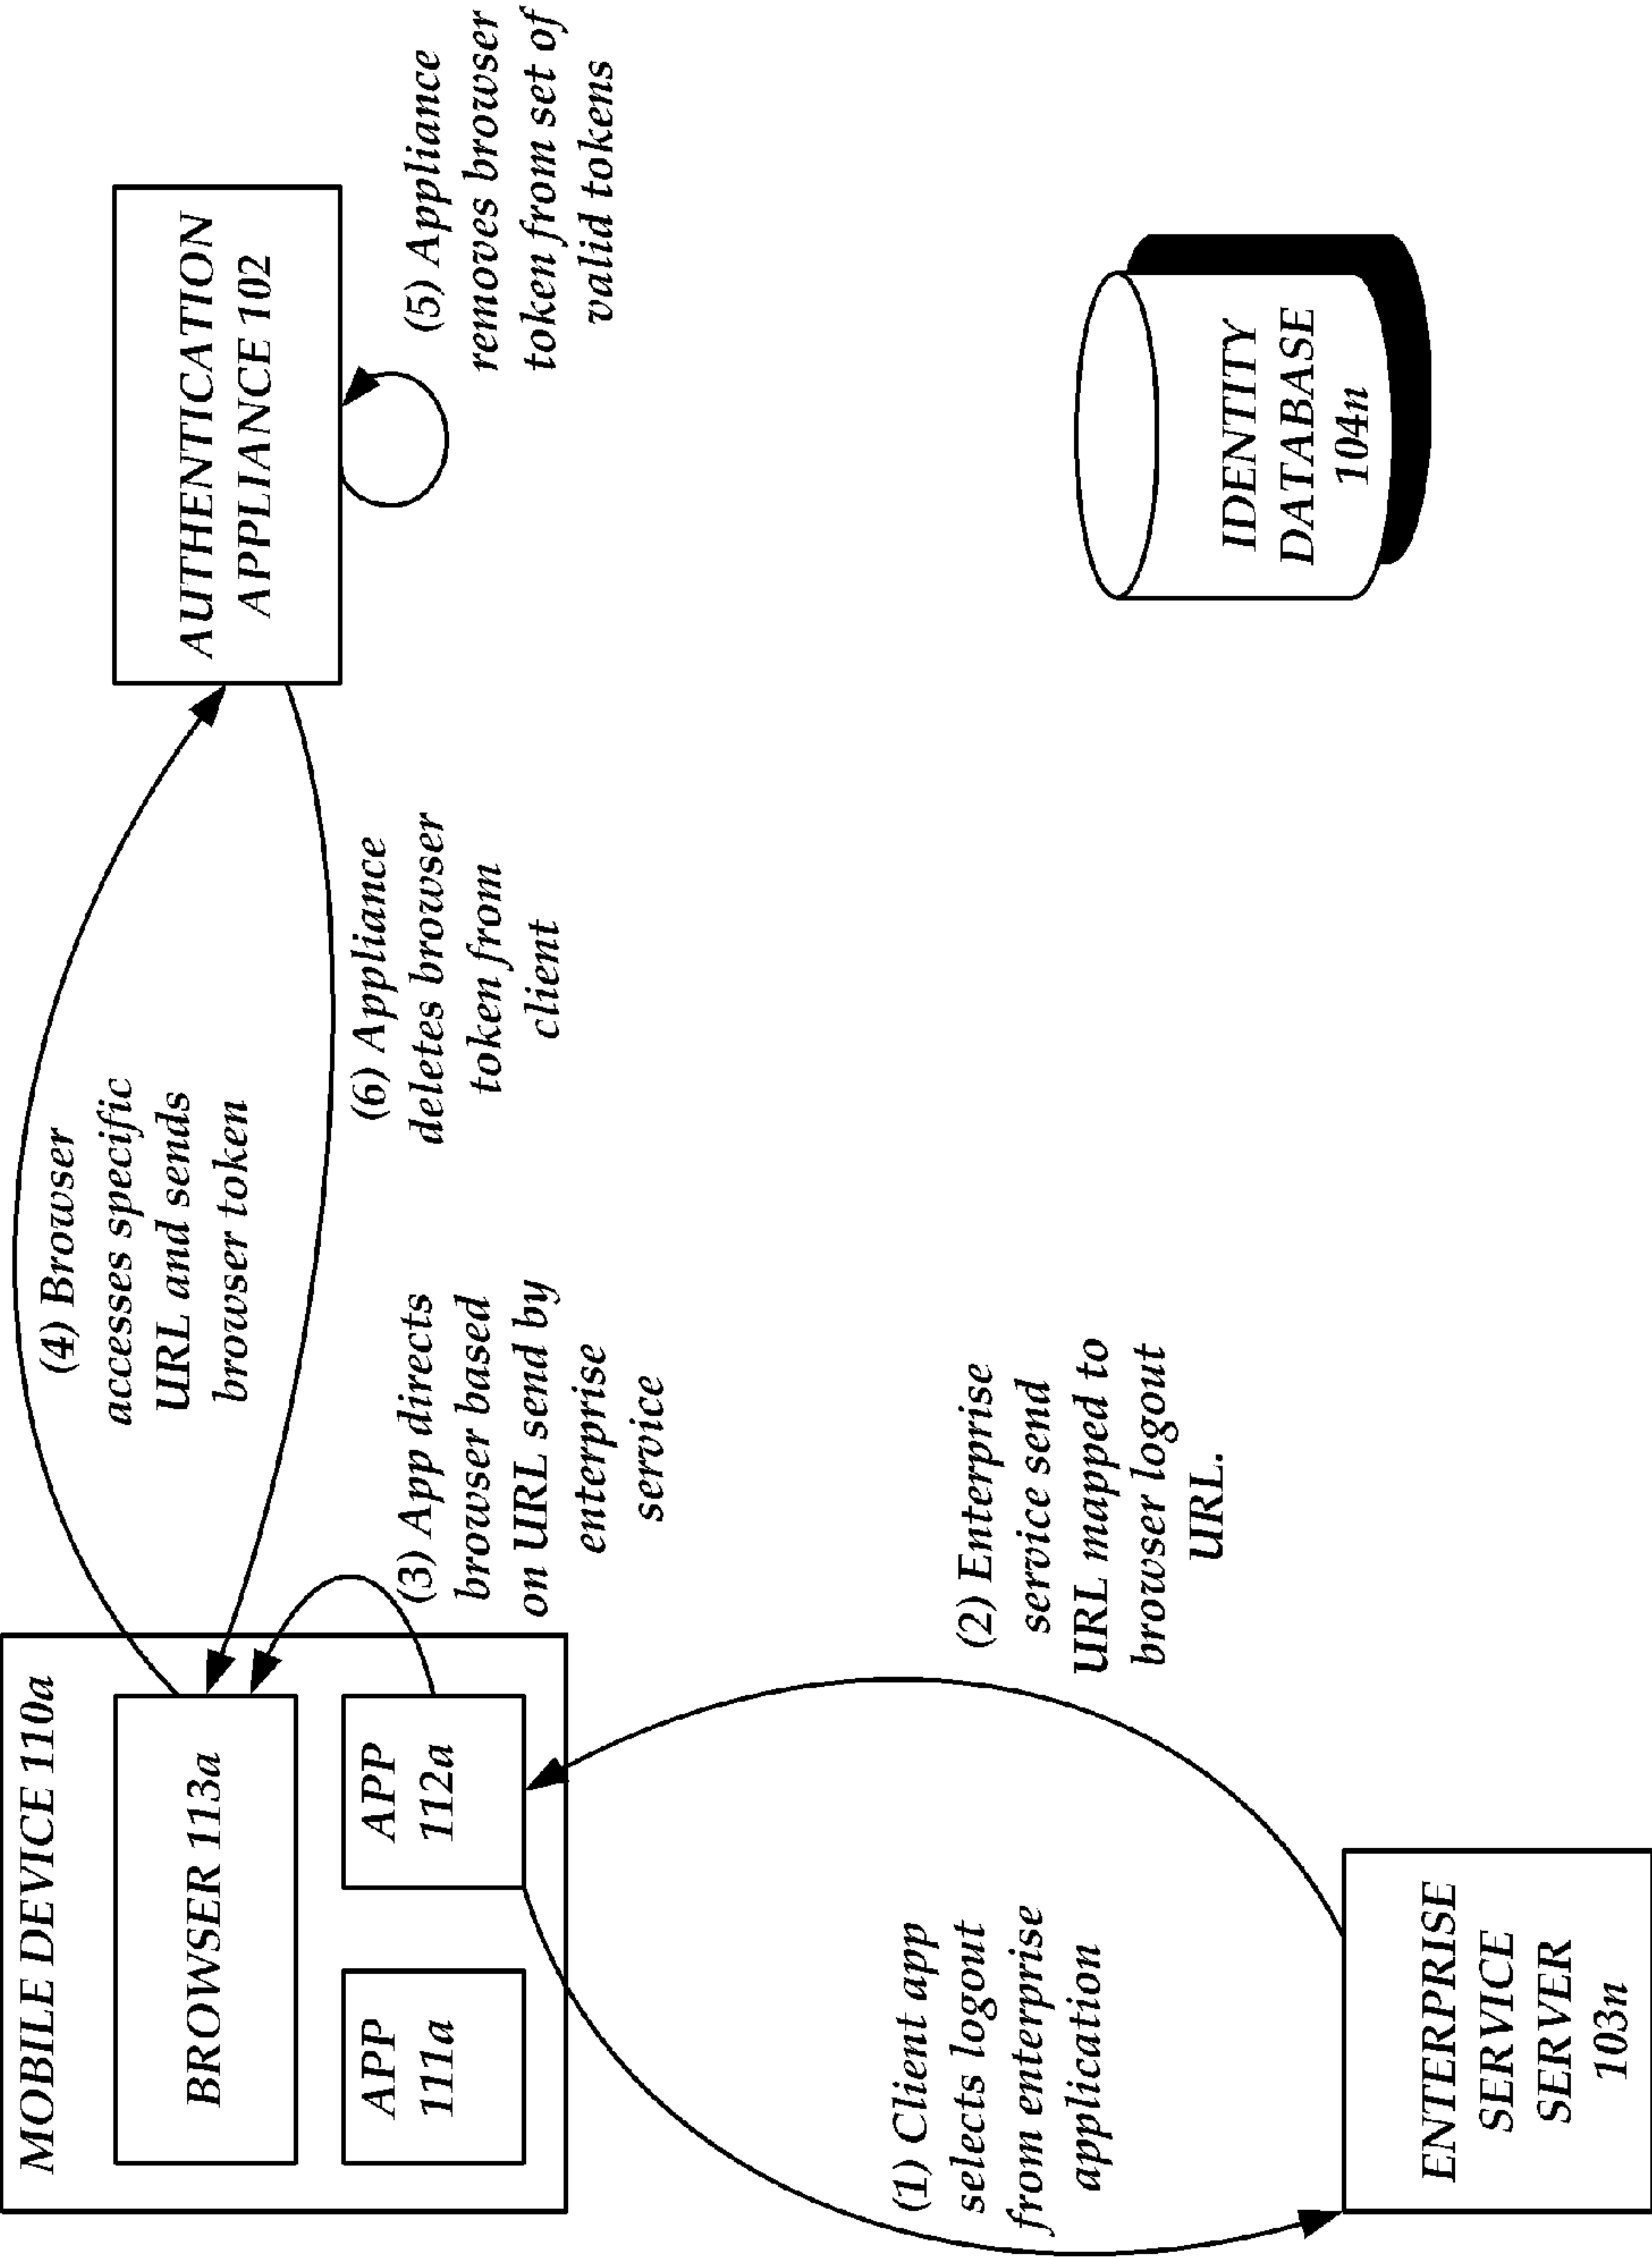 MOBILE DEVICE 110a
BROWSER 113a
APP
111a
APP
112a
(4) Browser
accesses specific
URL and sends
browser token
AUTHENTICATION
APPLIANCE 102
(3) App directs
browser based
on URL send by
enterprise
service
(6) Appliance
deletes browser
token from
client
(5) Appliance
removes browser
token from set of
valid tokens
(1) Client app
selects logout
from enterprise
application
(2) Enterprise
service send
URL mapped to
browser logout
URL.
ENTERPRISE
SERVICE
SERVER
103n
IDENTITY
DATABASE
104n